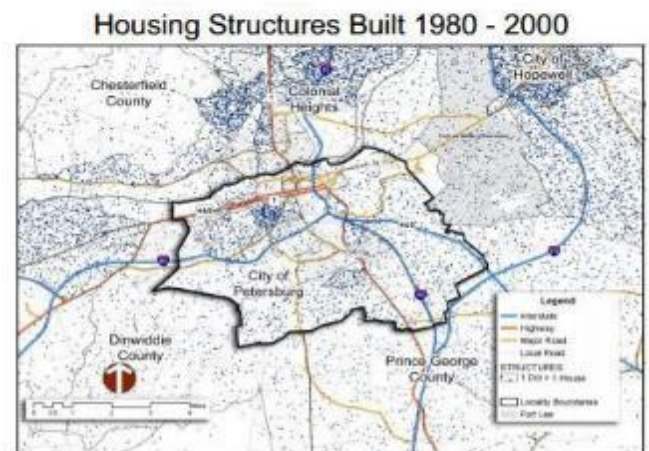 Housing Structures Built 1980 - 2000
Chesterfield
County
Colonial
Heights
City of
Hopewell
City of
Petersburg
Dinwiddie
County
Prince George
County
Legend
Interstate
Highway
Major Road
Local Road
STRUCTURES
1 Dot = 1 House
Locality Boundaries
Fort Lee